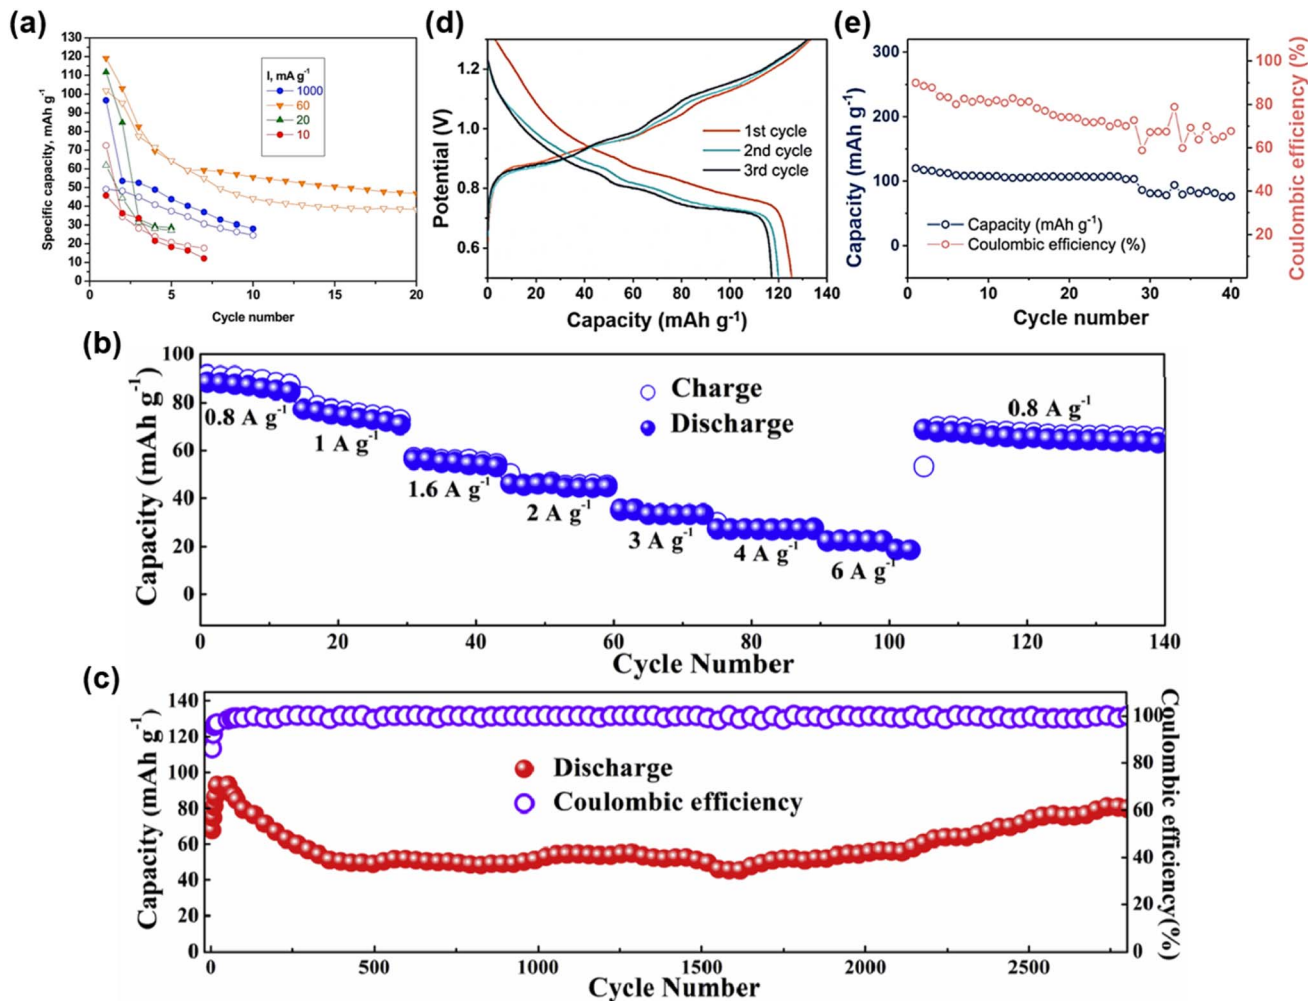 (a)
Specific capacity, mAh g⁻¹
130
120
110
100
90
80
70
60
50
40
30
20
10
0
I, mA g⁻¹
1000
60
20
10
0 5 10 15 20
Cycle number
(d)
Potential (V)
1.2
1.0
0.8
0.6
1st cycle
2nd cycle
3rd cycle
0 20 40 60 80 100 120 140
Capacity (mAh g⁻¹)
(e)
Capacity (mAh g⁻¹)
300
200
100
0
Capacity (mAh g⁻¹)
Coulombic efficiency (%)
100
80
60
40
20
Coulombic efficiency (%)
0 10 20 30 40
Cycle number
(b)
Capacity (mAh g⁻¹)
100
80
60
40
20
0
Charge
Discharge
0.8 A g⁻¹
1 A g⁻¹
1.6 A g⁻¹
2 A g⁻¹
3 A g⁻¹
4 A g⁻¹
6 A g⁻¹
0.8 A g⁻¹
0 20 40 60 80 100 120 140
Cycle Number
(c)
Capacity (mAh g⁻¹)
140
120
100
80
60
40
20
0
Discharge
Coulombic efficiency
100
80
60
40
20
0
Coulombic efficiency(%)
0 500 1000 1500 2000 2500
Cycle Number